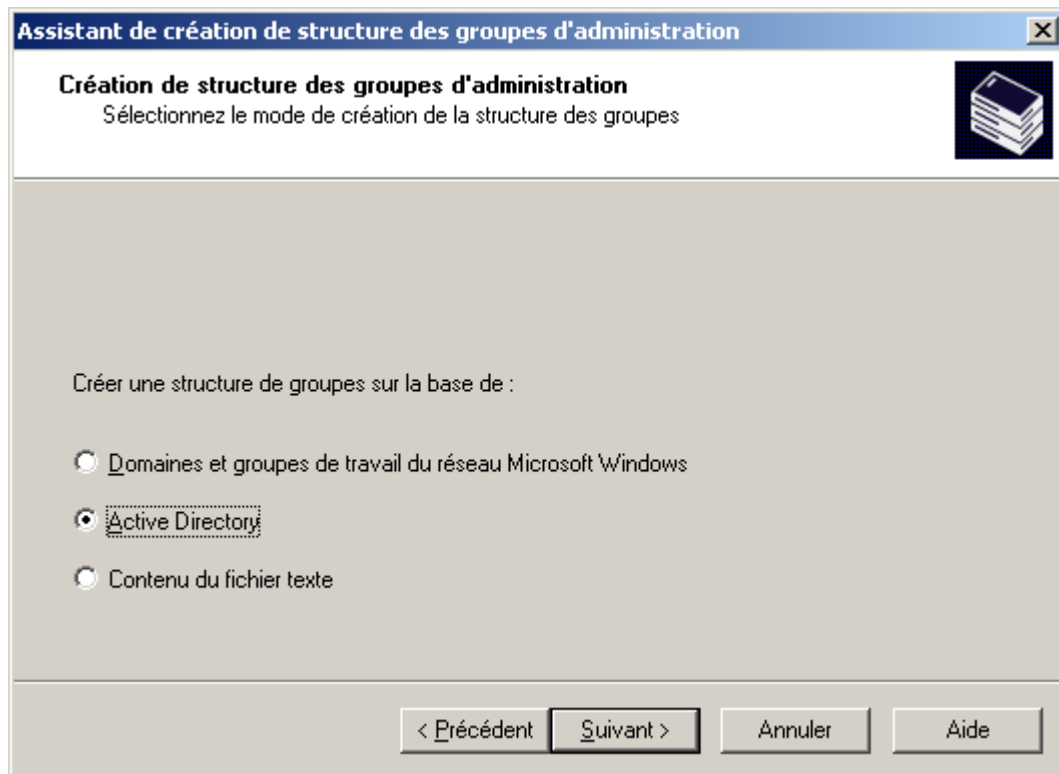 Assistant de création de structure des groupes d'administration
Création de structure des groupes d'administration
Sélectionnez le mode de création de la structure des groupes
Créer une structure de groupes sur la base de :
Domaines et groupes de travail du réseau Microsoft Windows
Active Directory
Contenu du fichier texte
< Précédent Suivant > Annuler Aide